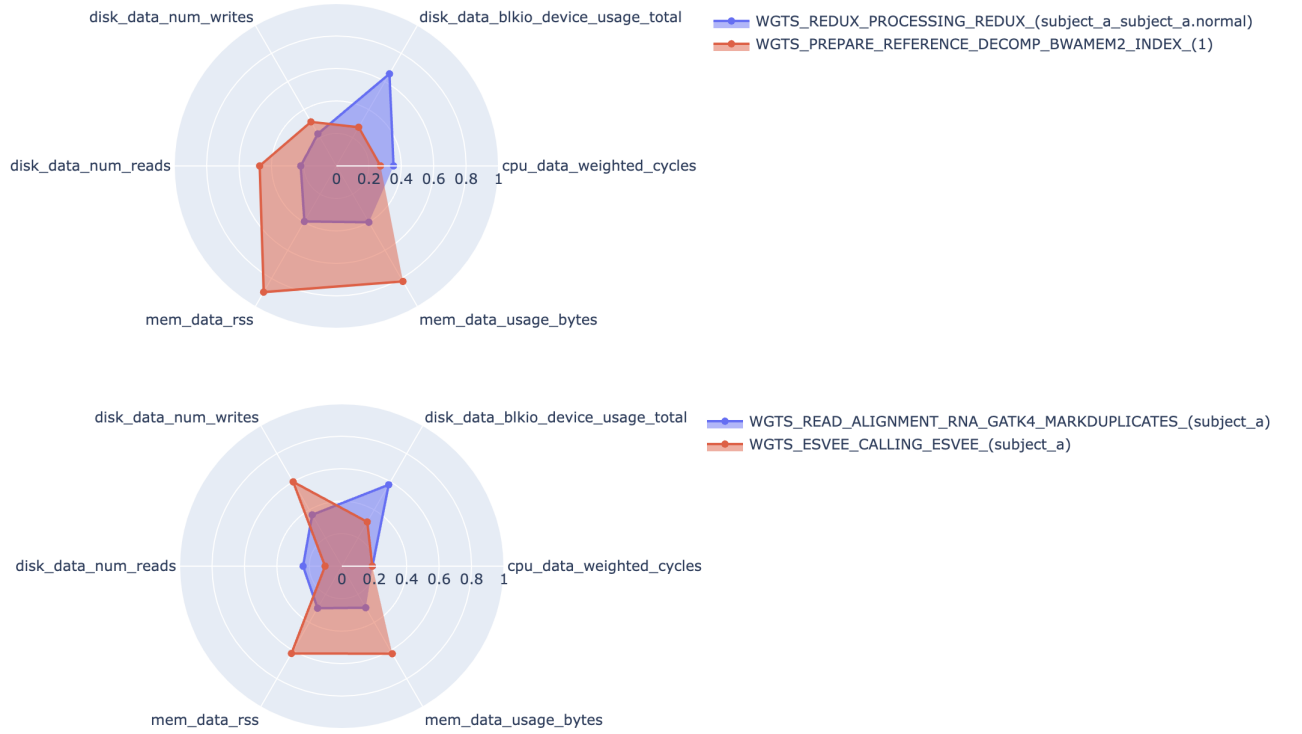 disk_data_num_writes
disk_data_blkio_device_usage_total
WGTS_REDUX_PROCESSING_REDUX_(subject_a_subject_a.normal)
WGTS_PREPARE_REFERENCE_DECOMP_BWAMEM2_INDEX_(1)
disk_data_num_reads
cpu_data_weighted_cycles
0 0.2 0.4 0.6 0.8 1
mem_data_rss
mem_data_usage_bytes
disk_data_num_writes
disk_data_blkio_device_usage_total
WGTS_READ_ALIGNMENT_RNA_GATK4_MARKDUPLICATES_(subject_a)
WGTS_ESVEE_CALLING_ESVEE_(subject_a)
disk_data_num_reads
cpu_data_weighted_cycles
0 0.2 0.4 0.6 0.8 1
mem_data_rss
mem_data_usage_bytes